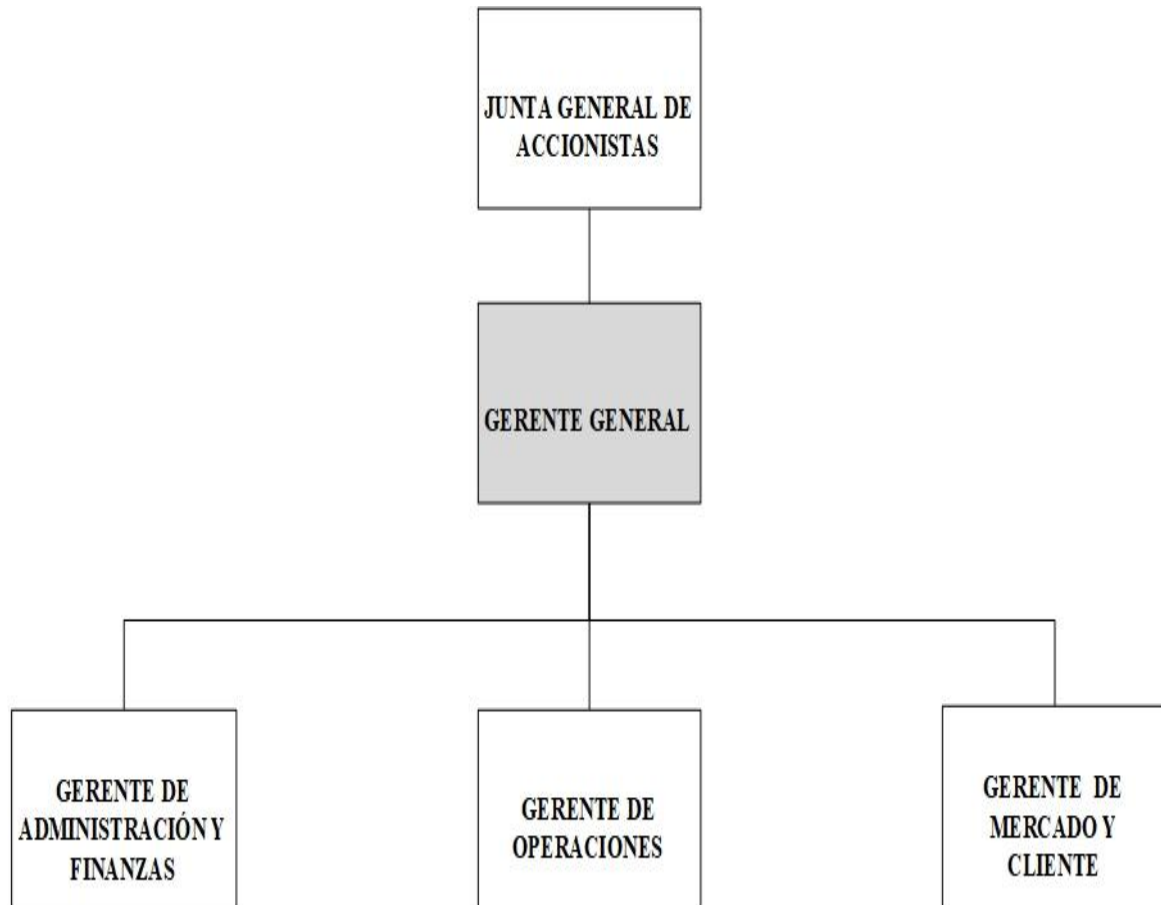 JUNTA GENERAL DE
ACCIONISTAS
GERENTE GENERAL
GERENTE DE
ADMINISTRACIÓN Y
FINANZAS
GERENTE DE
OPERACIONES
GERENTE DE
MERCADO Y
CLIENTE